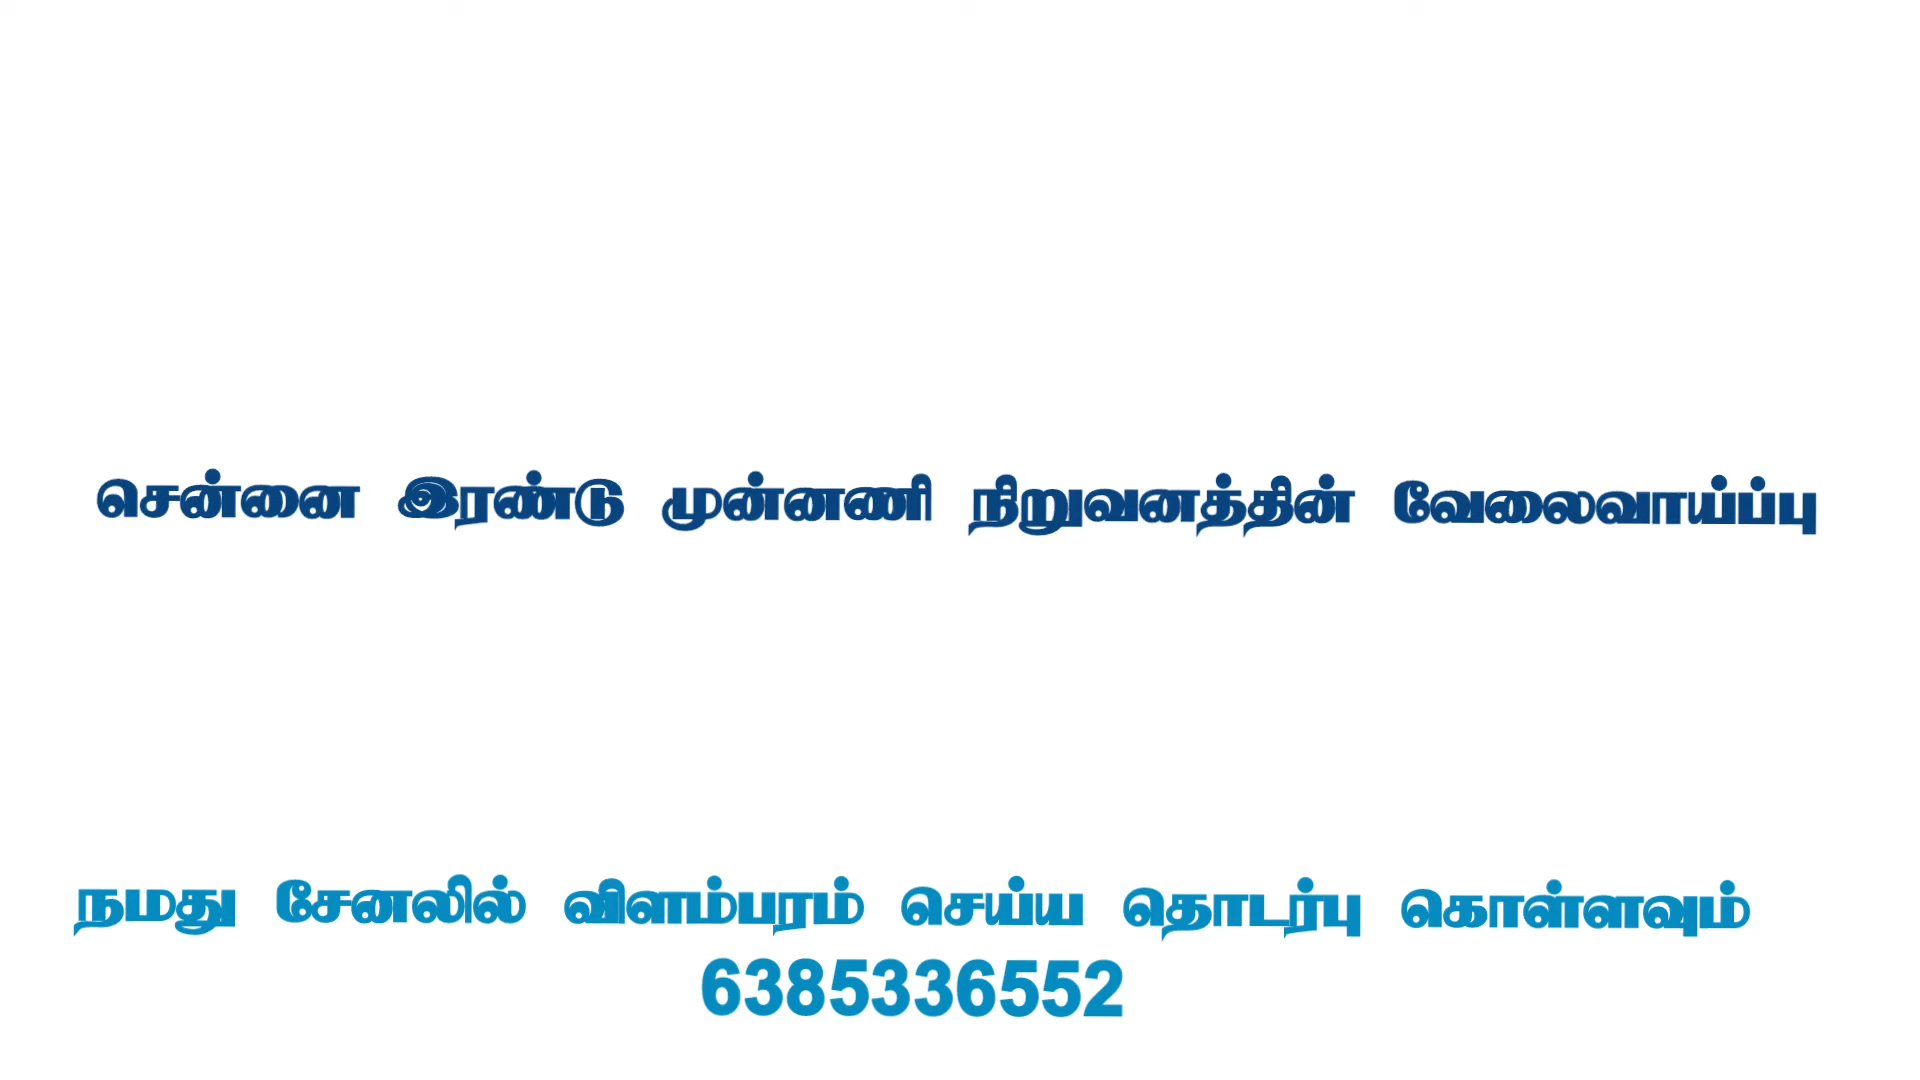 சென்னை இரண்டு முன்னணி நிறுவனத்தின் வேலைவாய்ப்பு
நமது சேனலில் விளம்பரம் செய்ய தொடர்பு கொள்ளவும்
6385336552